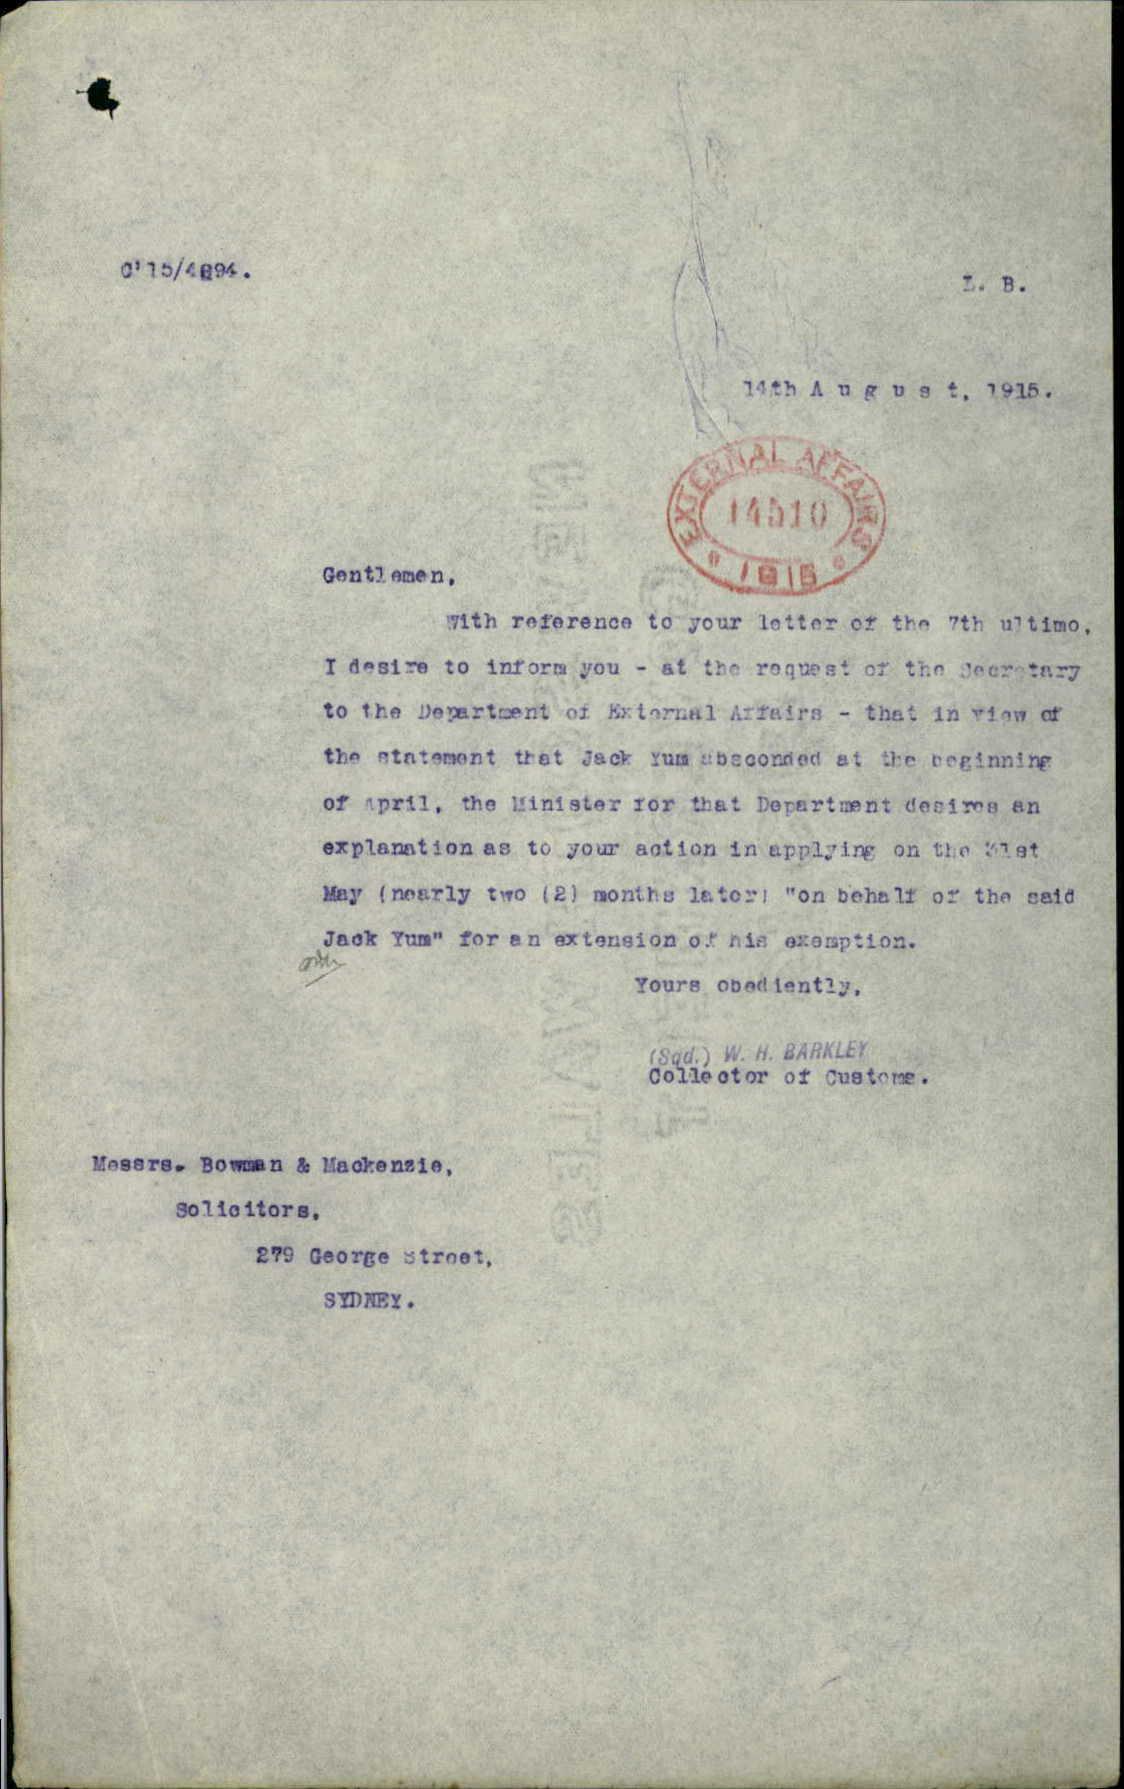 C'15/4894.
L. B.
14th A u g u s t, 1915.
EXTERNAL AFFAIRS
14510
1915
Gentlemen,
With reference to your letter of the 7th ultimo,
I desire to inform you - at the request of the Secretary
to the Department of External Affairs - that in view of
the statement that Jack Yum absconded at the beginning
of April, the Minister for that Department desires an
explanation as to your action in applying on the 31st
May (nearly two (2) months later) "on behalf of the said
Jack Yum" for an extension of his exemption.
Yours obediently,
(Sgd.) W. H. BARKLEY
Collector of Customs.
Messrs. Bowman & Mackenzie,
Solicitors,
279 George Street,
SYDNEY.